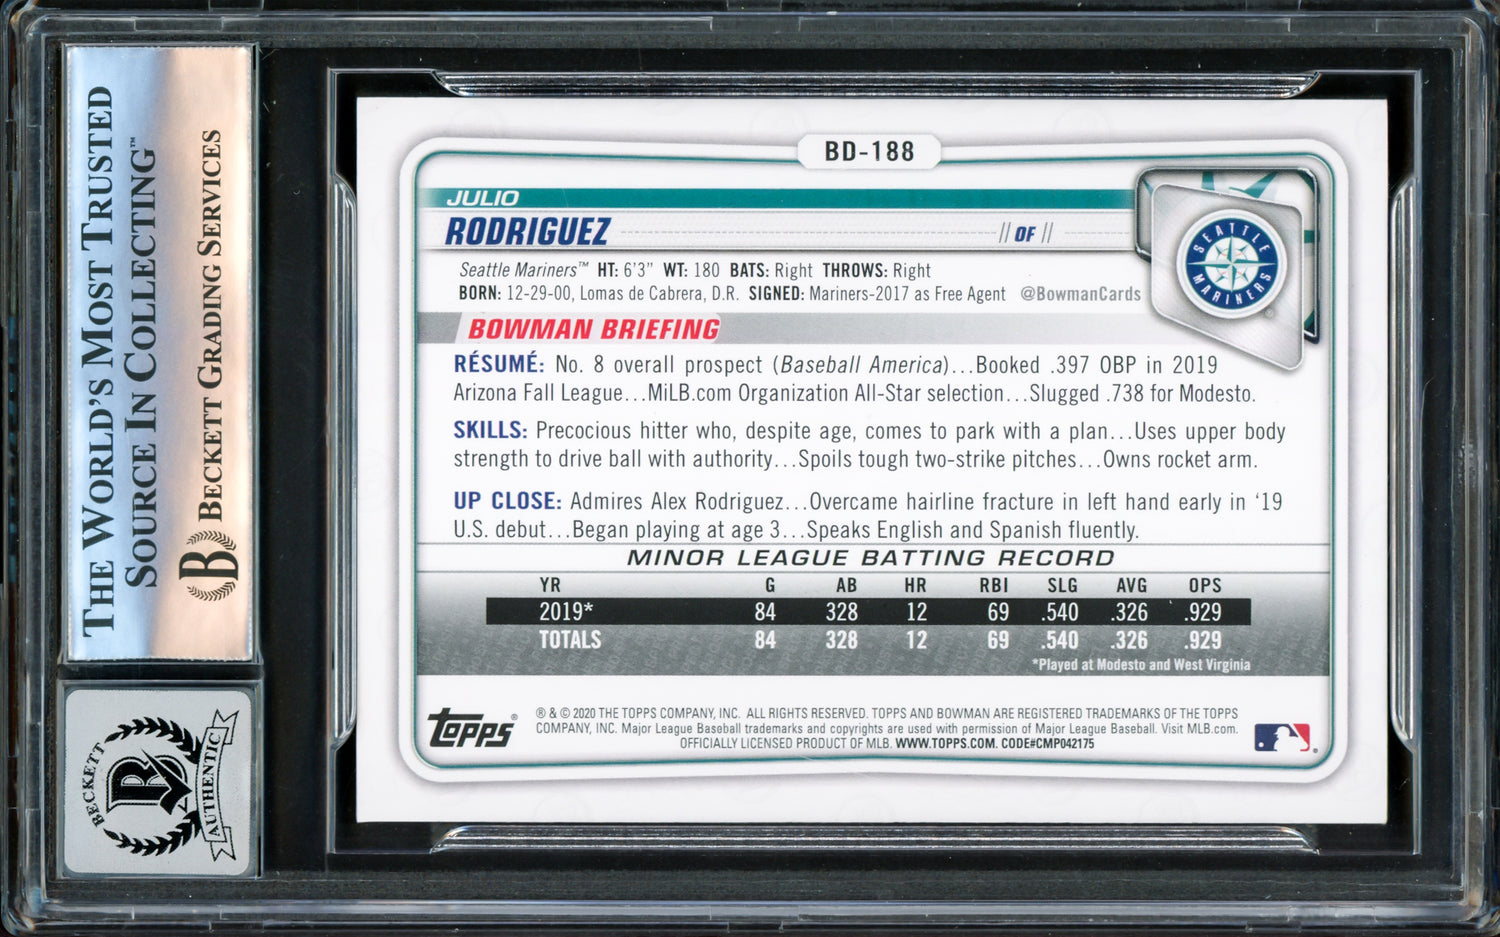 THE WORLD'S MOST TRUSTED
SOURCE IN COLLECTING™
BECKETT GRADING SERVICES
B
BECKETT
B
AUTHENTIC
BD-188
JULIO
RODRIGUEZ // OF //
SEATTLE MARINERS
®
Seattle Mariners™ HT: 6'3" WT: 180 BATS: Right THROWS: Right
BORN: 12-29-00, Lomas de Cabrera, D.R. SIGNED: Mariners-2017 as Free Agent @BowmanCards
BOWMAN BRIEFING
RÉSUMÉ: No. 8 overall prospect (Baseball America)...Booked .397 OBP in 2019
Arizona Fall League...MiLB.com Organization All-Star selection...Slugged .738 for Modesto.
SKILLS: Precocious hitter who, despite age, comes to park with a plan...Uses upper body
strength to drive ball with authority...Spoils tough two-strike pitches...Owns rocket arm.
UP CLOSE: Admires Alex Rodriguez...Overcame hairline fracture in left hand early in '19
U.S. debut...Began playing at age 3...Speaks English and Spanish fluently.
MINOR LEAGUE BATTING RECORD
YR G AB HR RBI SLG AVG OPS
2019* 84 328 12 69 .540 .326 .929
TOTALS 84 328 12 69 .540 .326 .929
*Played at Modesto and West Virginia
Topps®
® & © 2020 THE TOPPS COMPANY, INC. ALL RIGHTS RESERVED. TOPPS AND BOWMAN ARE REGISTERED TRADEMARKS OF THE TOPPS
COMPANY, INC. Major League Baseball trademarks and copyrights are used with permission of Major League Baseball. Visit MLB.com.
OFFICIALLY LICENSED PRODUCT OF MLB. WWW.TOPPS.COM. CODE#CMP042175
®